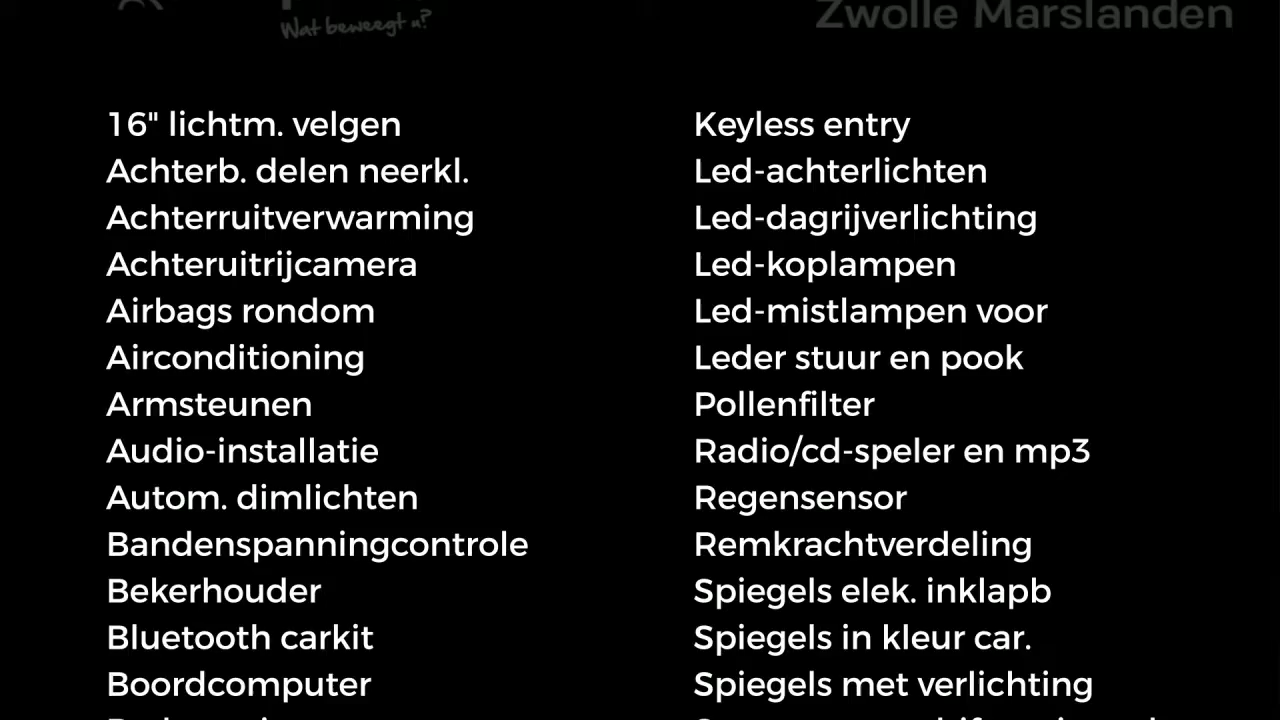 Wat beweegt u?
Zwolle Marslanden
16" lichtm. velgen
Achterb. delen neerkl.
Achterruitverwarming
Achteruitrijcamera
Airbags rondom
Airconditioning
Armsteunen
Audio-installatie
Autom. dimlichten
Bandenspanningcontrole
Bekerhouder
Bluetooth carkit
Boordcomputer
Keyless entry
Led-achterlichten
Led-dagrijverlichting
Led-koplampen
Led-mistlampen voor
Leder stuur en pook
Pollenfilter
Radio/cd-speler en mp3
Regensensor
Remkrachtverdeling
Spiegels elek. inklapb
Spiegels in kleur car.
Spiegels met verlichting